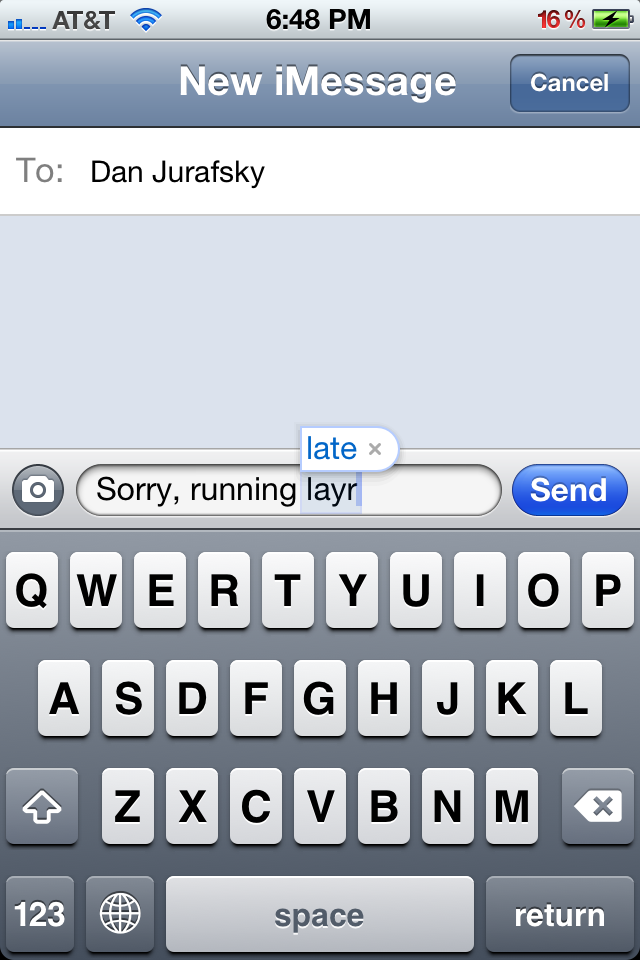 AT&T 6:48 PM 16%
New iMessage Cancel
To: Dan Jurafsky
late ×
Sorry, running layr Send
Q W E R T Y U I O P
A S D F G H J K L
Z X C V B N M
123 space return